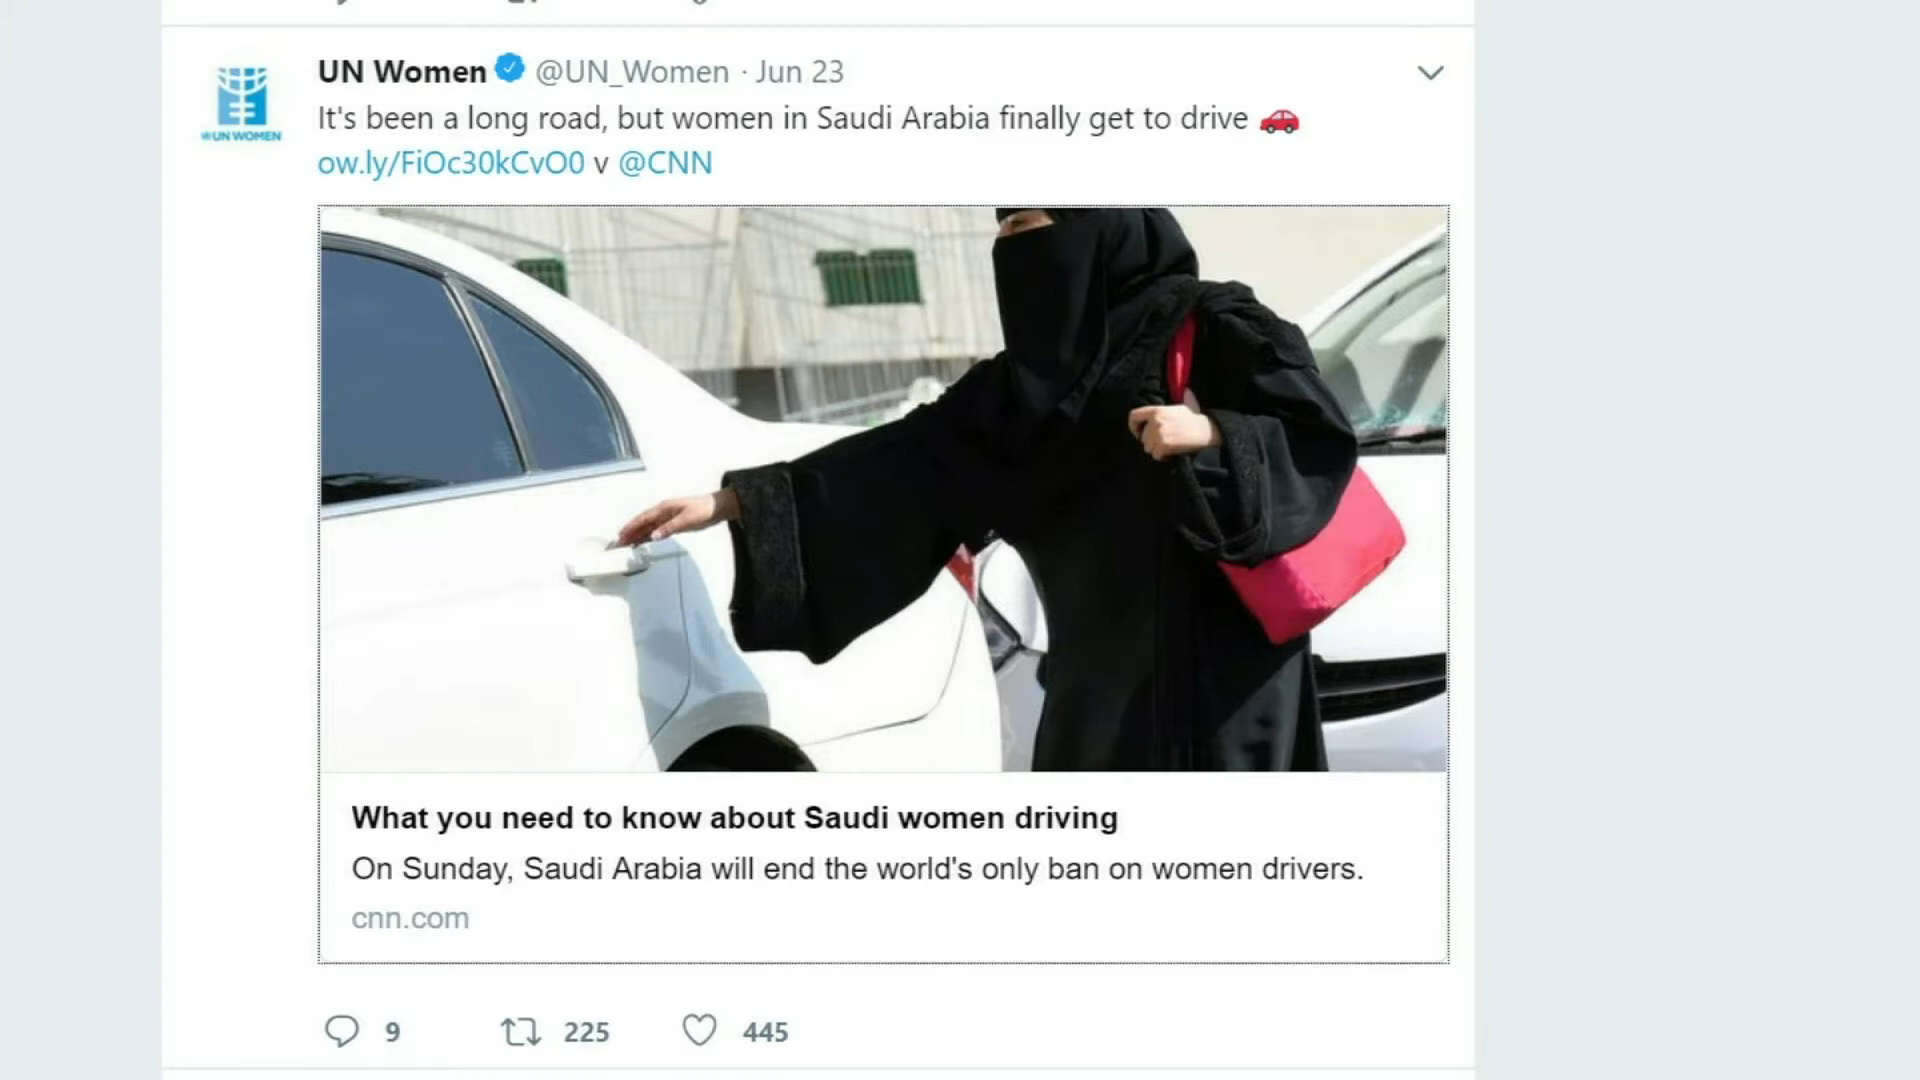 UN Women @UN_Women · Jun 23
It's been a long road, but women in Saudi Arabia finally get to drive 🚗
ow.ly/FiOc30kCvO0 v @CNN
UN WOMEN
What you need to know about Saudi women driving
On Sunday, Saudi Arabia will end the world's only ban on women drivers.
cnn.com
9 225 445